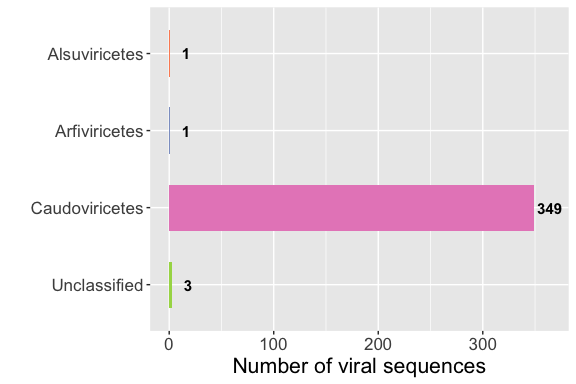 Alsuviricetes 1
Arfiviricetes 1
Caudoviricetes 349
Unclassified 3
0 100 200 300
Number of viral sequences